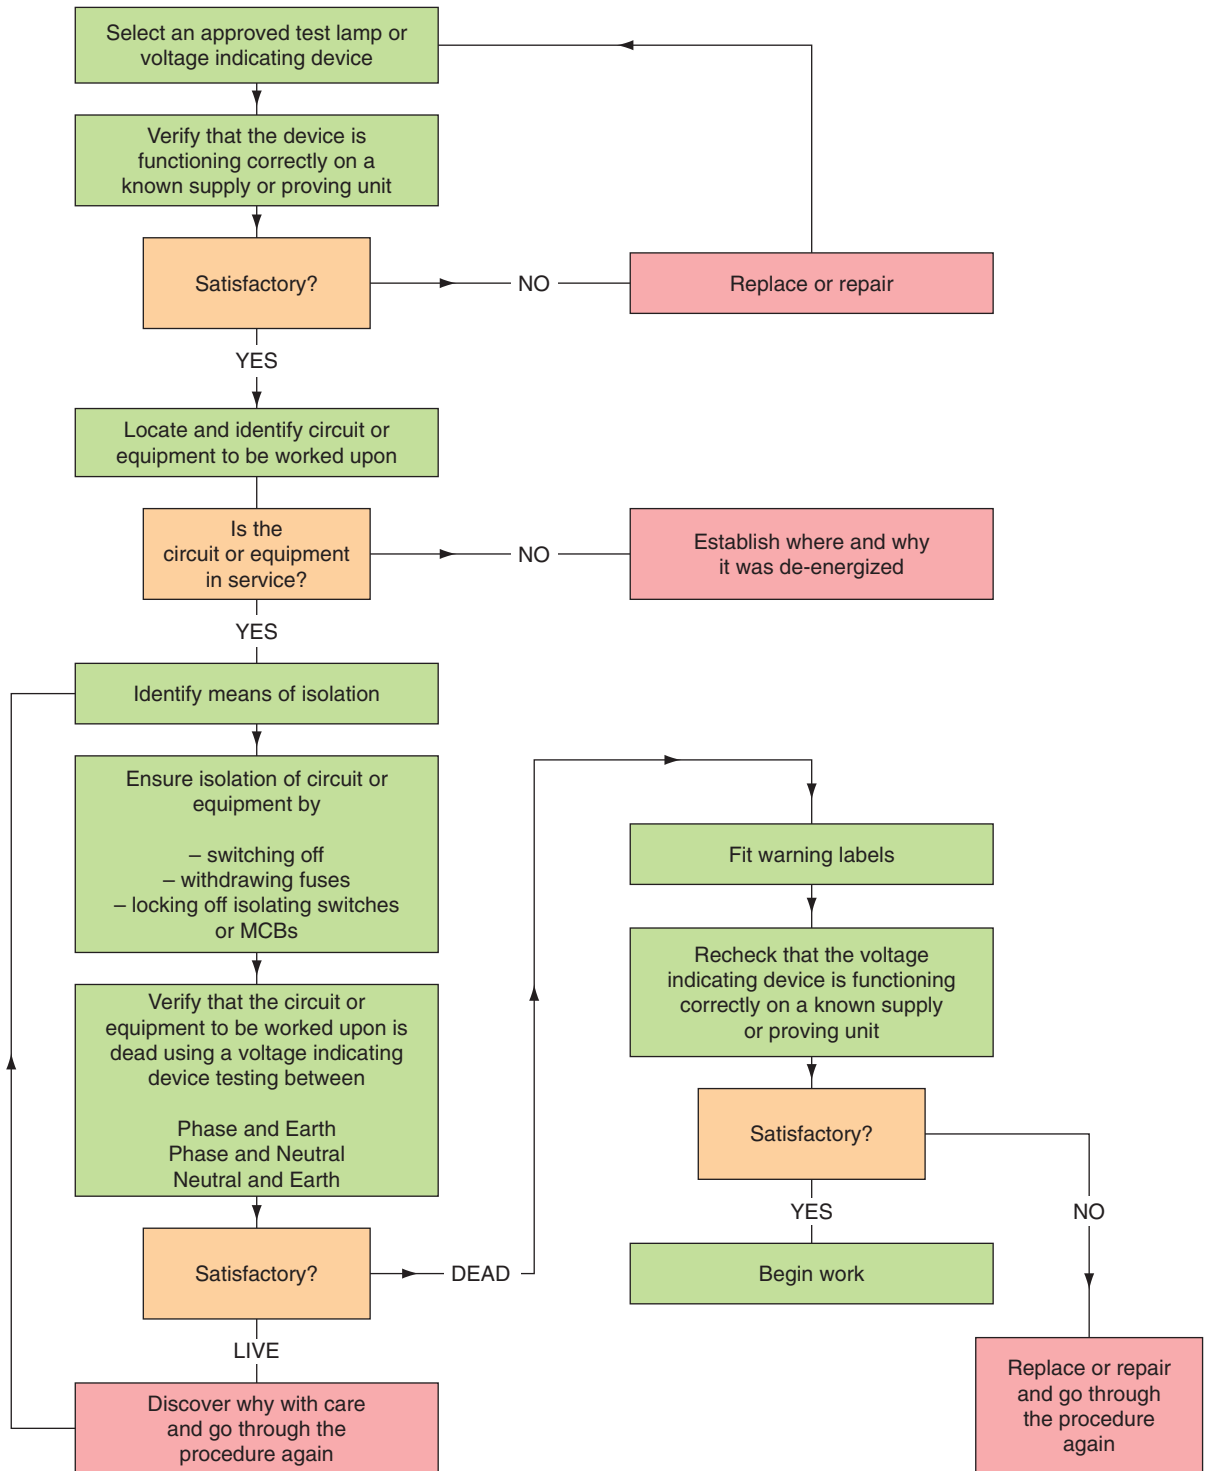 Select an approved test lamp or
voltage indicating device
Verify that the device is
functioning correctly on a
known supply or proving unit
Satisfactory?
NO
Replace or repair
YES
Locate and identify circuit or
equipment to be worked upon
Is the
circuit or equipment
in service?
NO
Establish where and why
it was de-energized
YES
Identify means of isolation
Ensure isolation of circuit or
equipment by
– switching off
– withdrawing fuses
– locking off isolating switches
or MCBs
Verify that the circuit or
equipment to be worked upon is
dead using a voltage indicating
device testing between
Phase and Earth
Phase and Neutral
Neutral and Earth
Satisfactory?
DEAD
LIVE
Discover why with care
and go through the
procedure again
Fit warning labels
Recheck that the voltage
indicating device is functioning
correctly on a known supply
or proving unit
Satisfactory?
YES
NO
Begin work
Replace or repair
and go through
the procedure
again